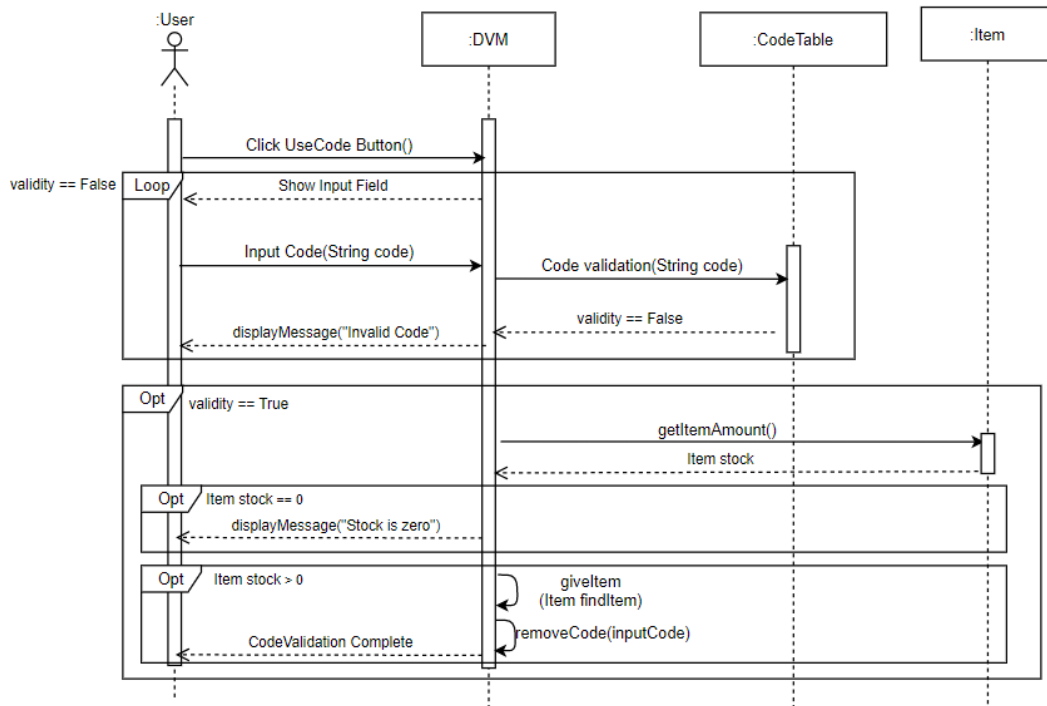 :User
:DVM
:CodeTable
:Item
Click UseCode Button()
validity == False
Loop
Show Input Field
Input Code(String code)
Code validation(String code)
validity == False
displayMessage("Invalid Code")
Opt
validity == True
getItemAmount()
Item stock
Opt
Item stock == 0
displayMessage("Stock is zero")
Opt
Item stock > 0
giveItem
(Item findItem)
removeCode(inputCode)
CodeValidation Complete